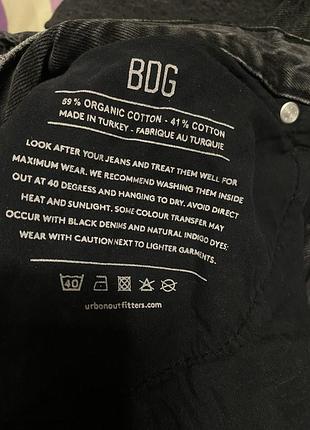 BDG
59 % ORGANIC COTTON - 41 % COTTON
MADE IN TURKEY - FABRIQUE AU TURQUIE
LOOK AFTER YOUR JEANS AND TREAT THEM WELL FOR
MAXIMUM WEAR. WE RECOMMEND WASHING THEM INSIDE
OUT AT 40 DEGRESS AND HANGING TO DRY. AVOID DIRECT
HEAT AND SUNLIGHT. SOME COLOUR TRANSFER MAY
OCCUR WITH BLACK DENIMS AND NATURAL INDIGO DYES;
WEAR WITH CAUTIONNEXT TO LIGHTER GARMENTS.
40
urbanoutfitters.com